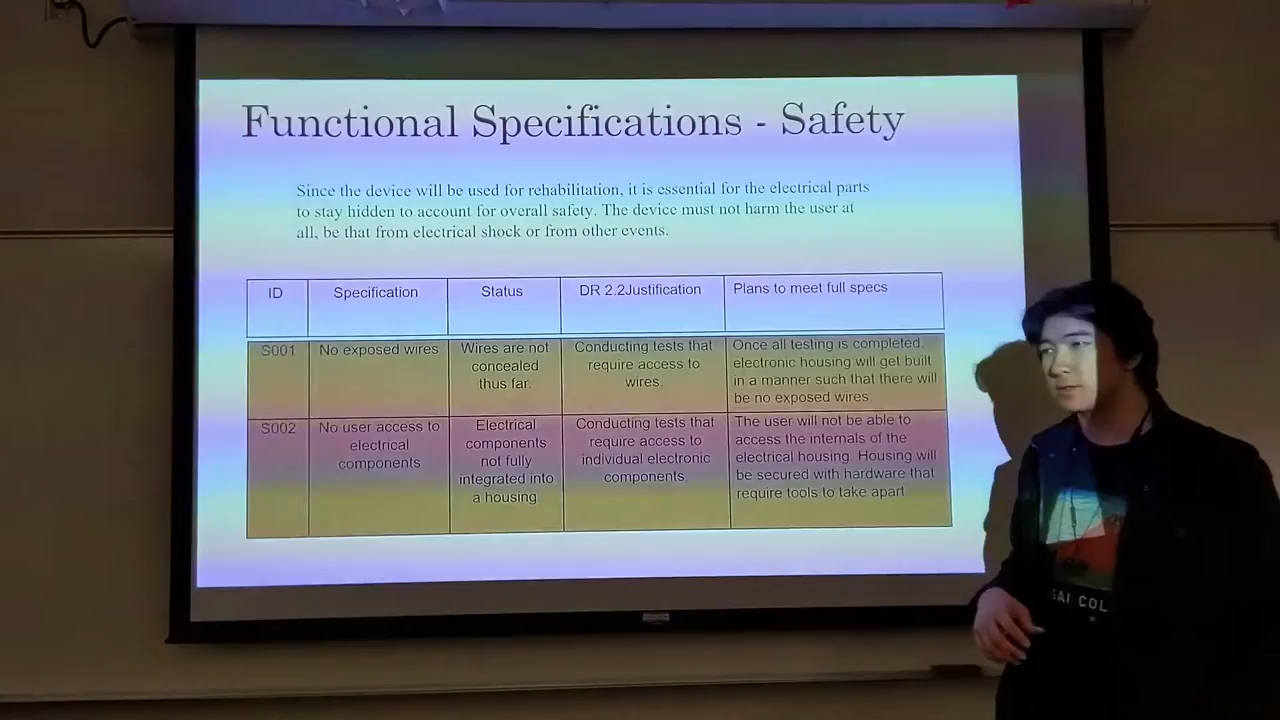 Functional Specifications - Safety
Since the device will be used for rehabilitation, it is essential for the electrical parts
to stay hidden to account for overall safety. The device must not harm the user at
all, be that from electrical shock or from other events.
ID
Specification
Status
DR 2.2Justification
Plans to meet full specs
S001
No exposed wires
Wires are not
concealed
thus far.
Conducting tests that
require access to
wires.
Once all testing is completed,
electronic housing will get built
in a manner such that there will
be no exposed wires
S002
No user access to
electrical
components
Electrical
components
not fully
integrated into
a housing
Conducting tests that
require access to
individual electronic
components
The user will not be able to
access the internals of the
electrical housing. Housing will
be secured with hardware that
require tools to take apart
COL